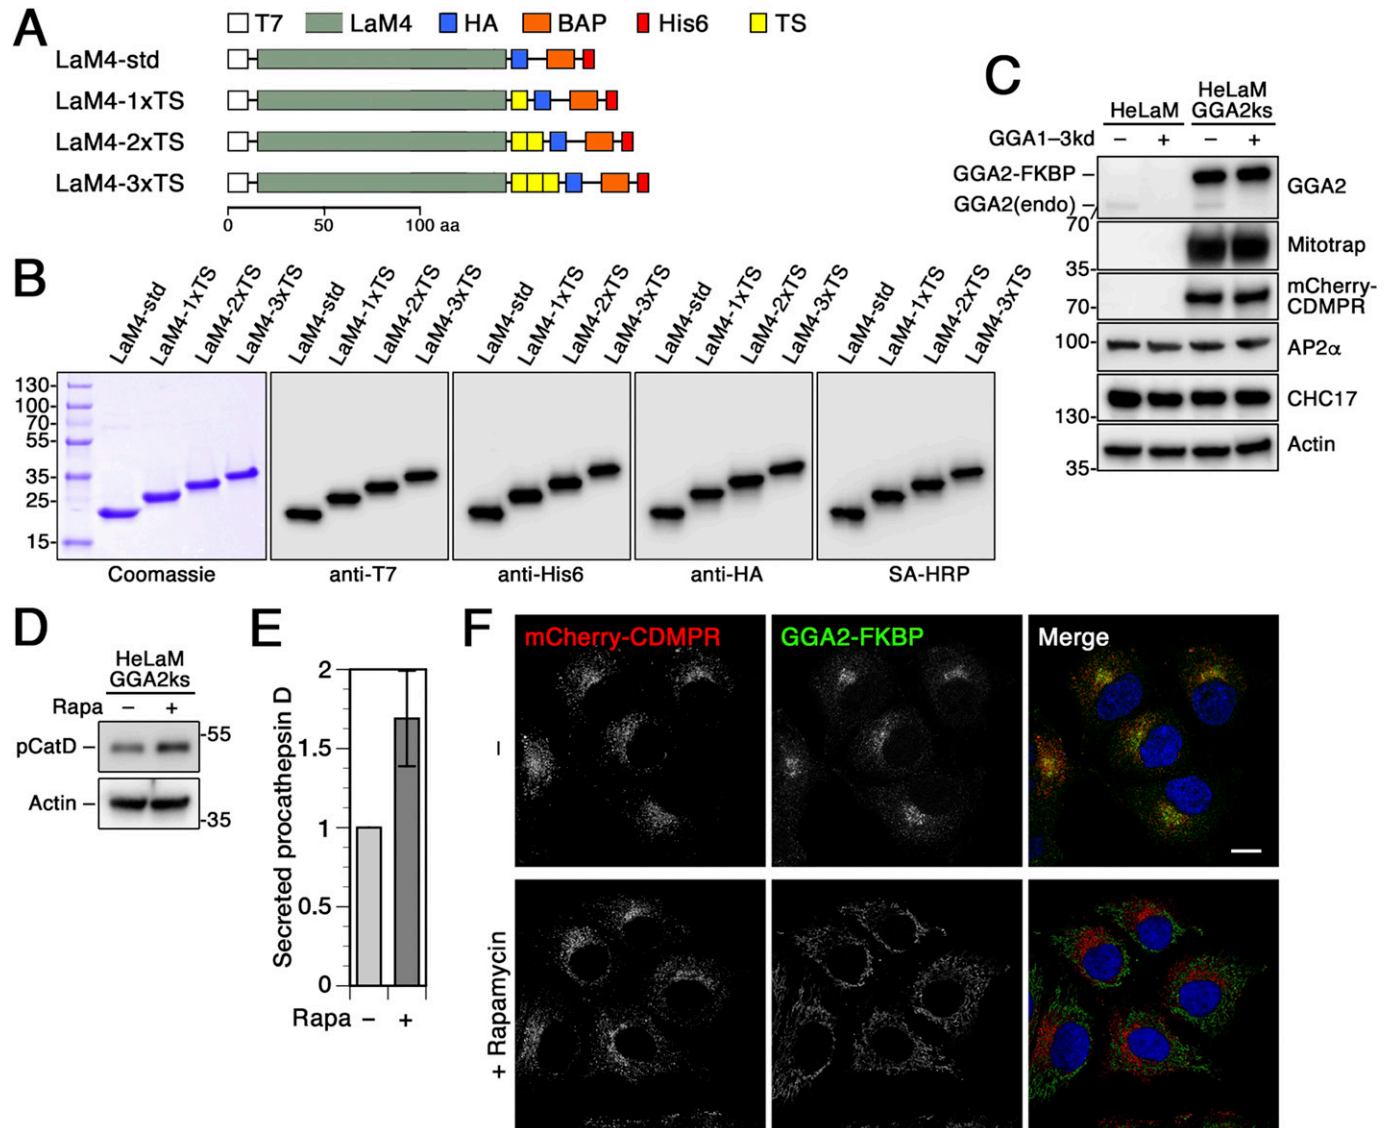 A
T7 LaM4 HA BAP His6 TS
LaM4-std
LaM4-1xTS
LaM4-2xTS
LaM4-3xTS
0 50 100 aa
B
LaM4-std LaM4-1xTS LaM4-2xTS LaM4-3xTS LaM4-std LaM4-1xTS LaM4-2xTS LaM4-3xTS LaM4-std LaM4-1xTS LaM4-2xTS LaM4-3xTS LaM4-std LaM4-1xTS LaM4-2xTS LaM4-3xTS LaM4-std LaM4-1xTS LaM4-2xTS LaM4-3xTS
130-
100-
70-
55-
35-
25-
15-
Coomassie anti-T7 anti-His6 anti-HA SA-HRP
C
HeLaM HeLaM GGA2ks
GGA1–3kd – + – +
GGA2-FKBP –
GGA2(endo) –
GGA2
70
Mitotrap
35-
mCherry-CDMPR
70-
100-
AP2α
CHC17
130-
Actin
35-
D
HeLaM
GGA2ks
Rapa – +
pCatD – -55
Actin – -35
E
Secreted procathepsin D
2
1.5
1
0.5
0
Rapa – +
F
mCherry-CDMPR GGA2-FKBP Merge
–
+ Rapamycin